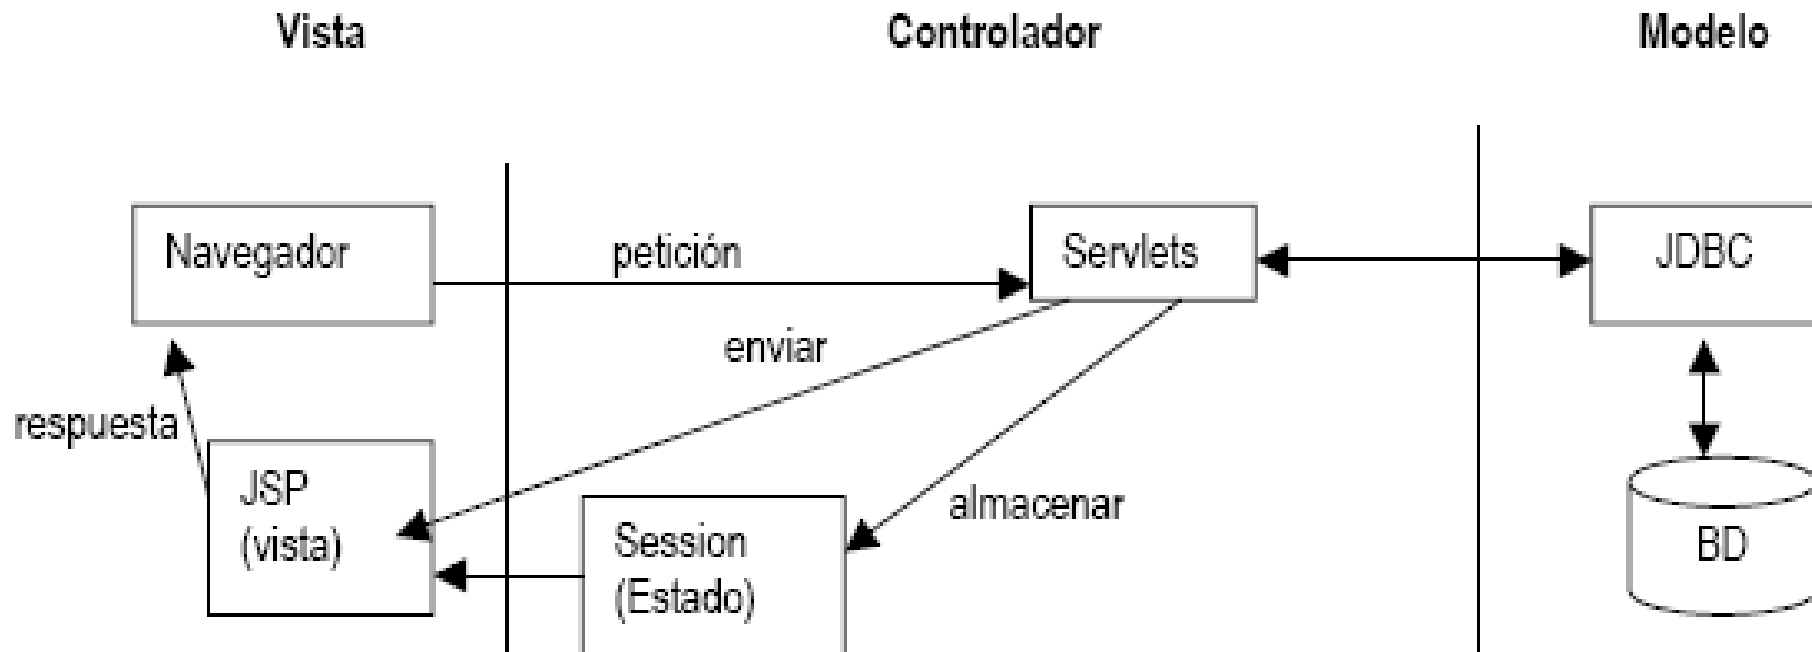 Vista
Controlador
Modelo
Navegador
petición
Servlets
JDBC
enviar
respuesta
JSP
(vista)
almacenar
Session
(Estado)
BD